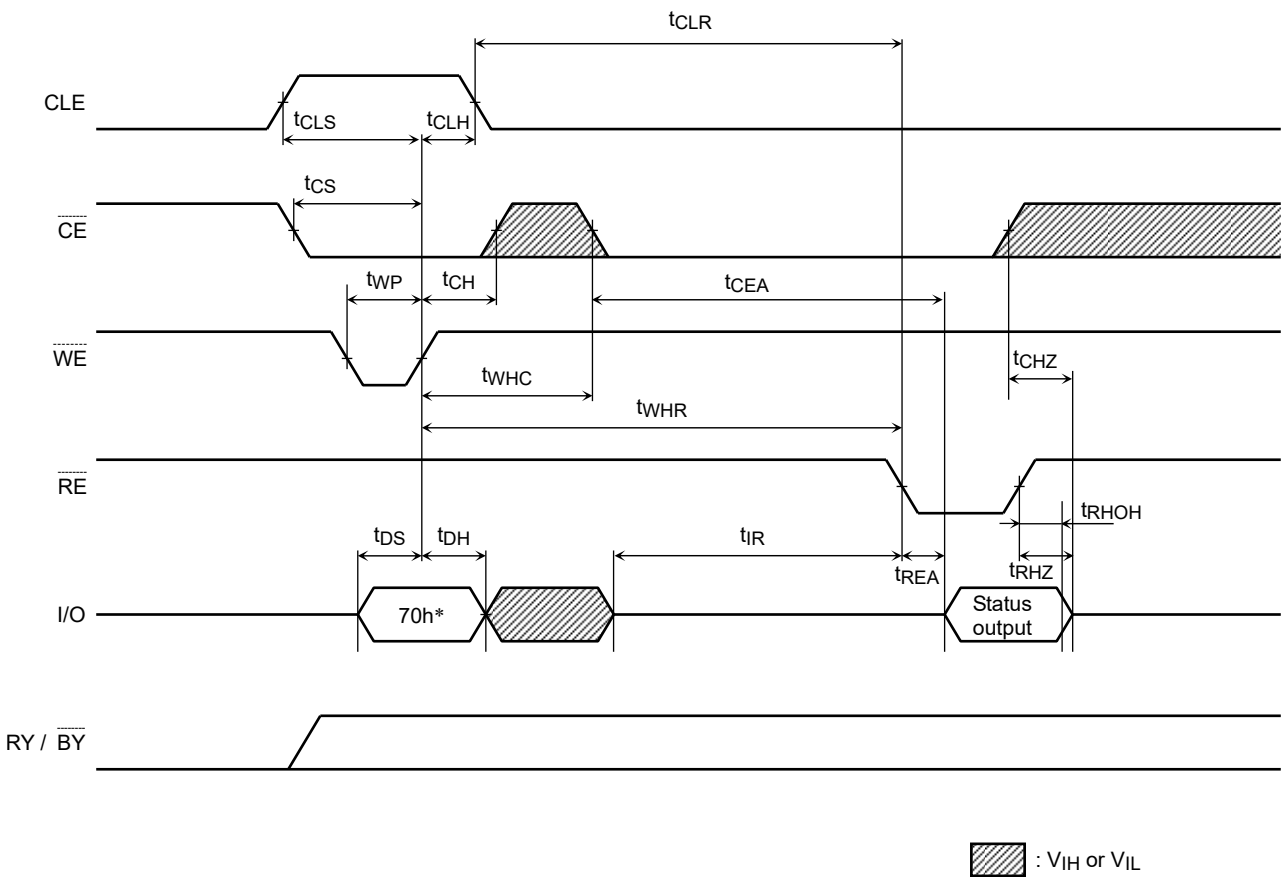 tCLR
CLE
tCLS
tCLH
tCS
CE
tWP
tCH
tCEA
WE
tCHZ
tWHC
tWHR
RE
tRHOH
tDS
tDH
tIR
tREA
tRHZ
I/O
70h*
Status
output
RY / BY
: VIH or VIL